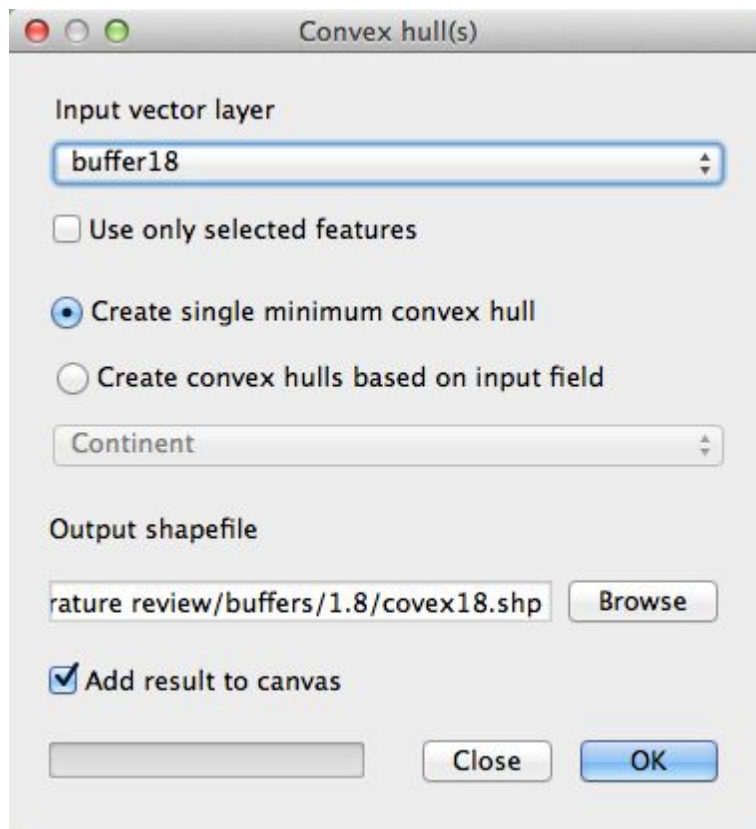 Convex hull(s)
Input vector layer
buffer18
Use only selected features
Create single minimum convex hull
Create convex hulls based on input field
Continent
Output shapefile
rature review/buffers/1.8/covex18.shp
Browse
Add result to canvas
Close
OK